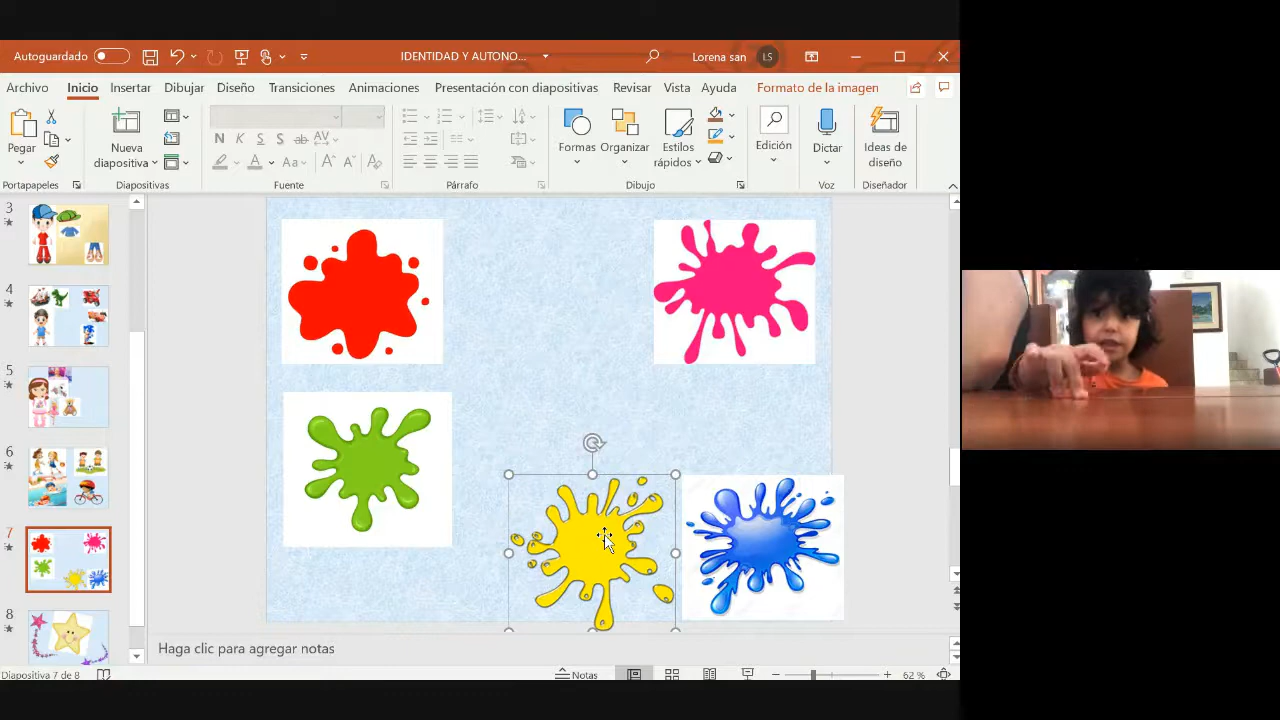 Autoguardado
IDENTIDAD Y AUTONO...
Lorena san
LS
Archivo Inicio Insertar Dibujar Diseño Transiciones Animaciones Presentación con diapositivas Revisar Vista Ayuda Formato de la imagen
Pegar
Nueva
diapositiva
N K S S ab AV
A Aa A A
Formas
Organizar
Estilos
rápidos
Edición
Dictar
Ideas de
diseño
Portapapeles
Diapositivas
Fuente
Párrafo
Dibujo
Voz
Diseñador
3
4
5
6
7
8
Haga clic para agregar notas
Diapositiva 7 de 8
Notas
62 %